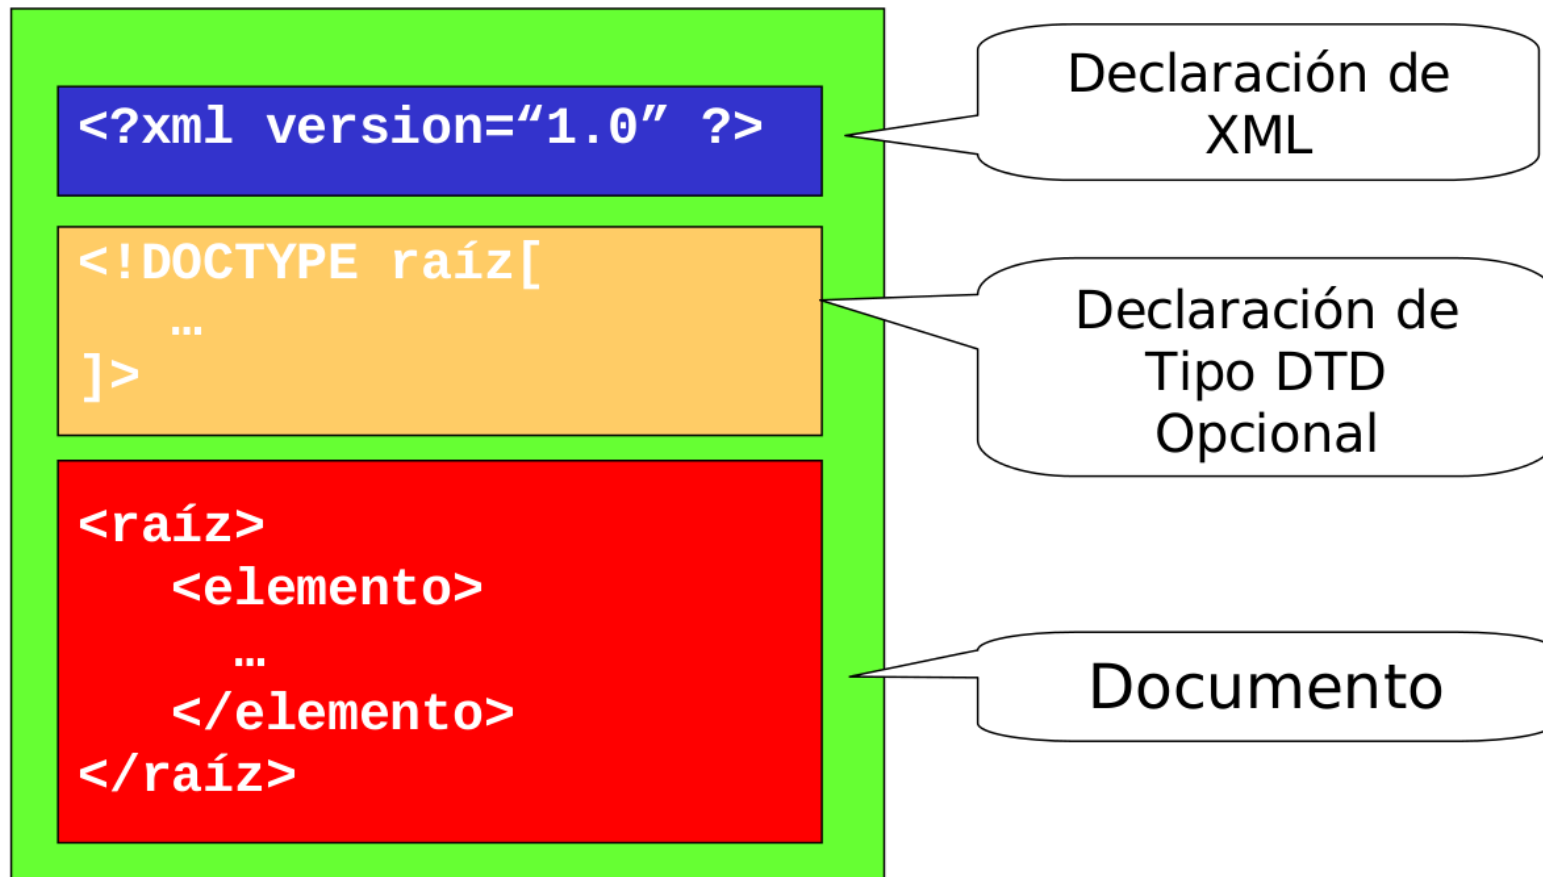 <?xml version=“1.0” ?>
Declaración de
XML
<!DOCTYPE raíz[
…
]>
Declaración de
Tipo DTD
Opcional
<raíz>
<elemento>
…
</elemento>
</raíz>
Documento